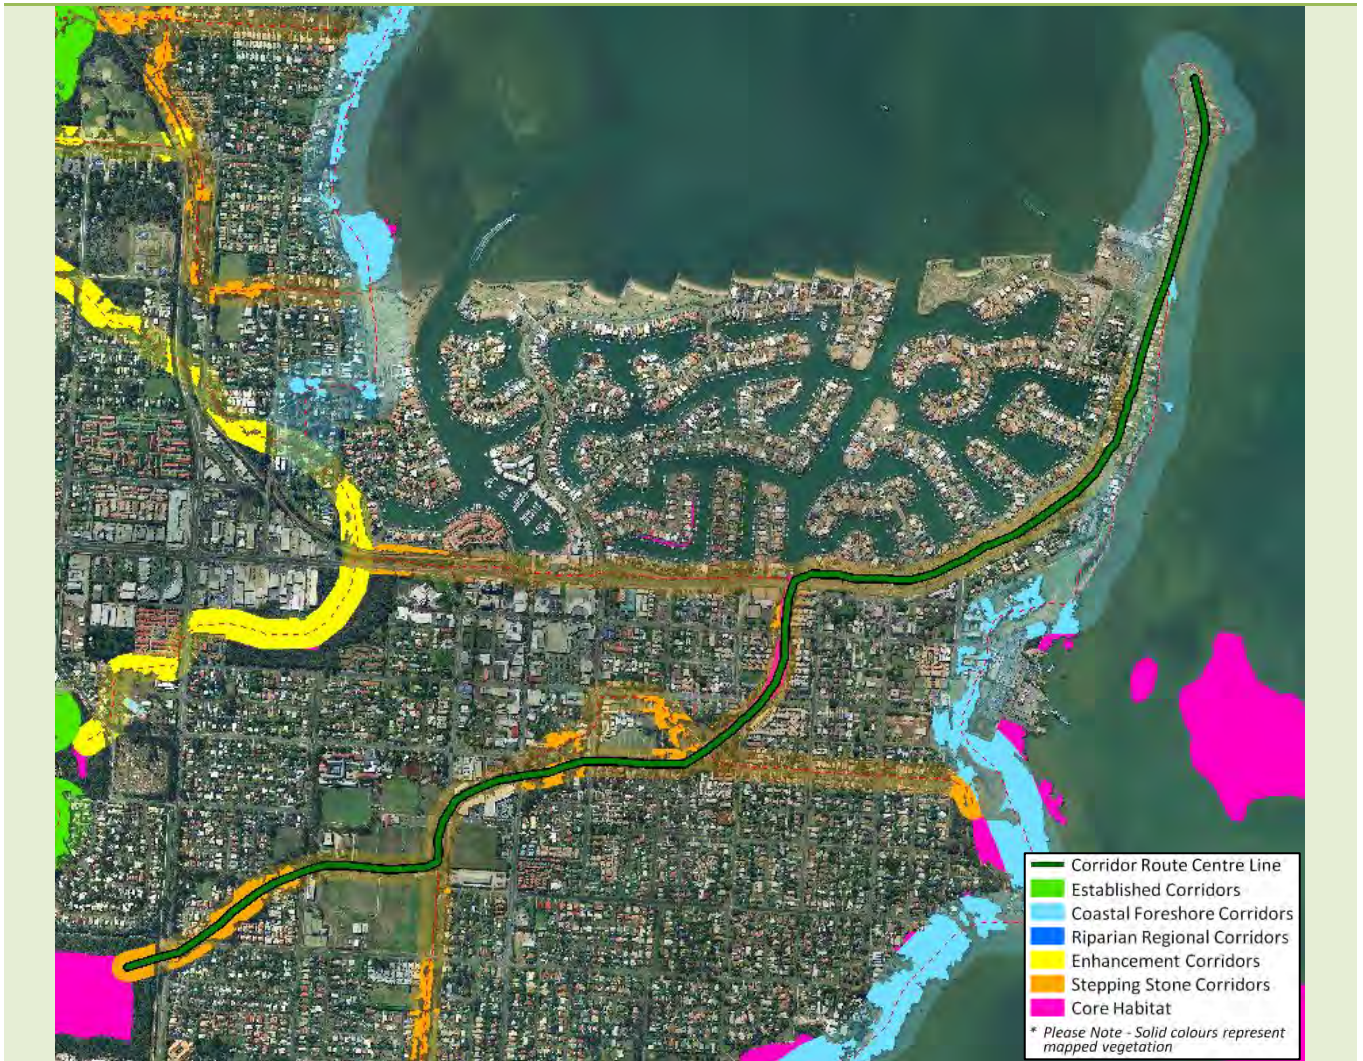 Corridor Route Centre Line
Established Corridors
Coastal Foreshore Corridors
Riparian Regional Corridors
Enhancement Corridors
Stepping Stone Corridors
Core Habitat
* Please Note - Solid colours represent
mapped vegetation